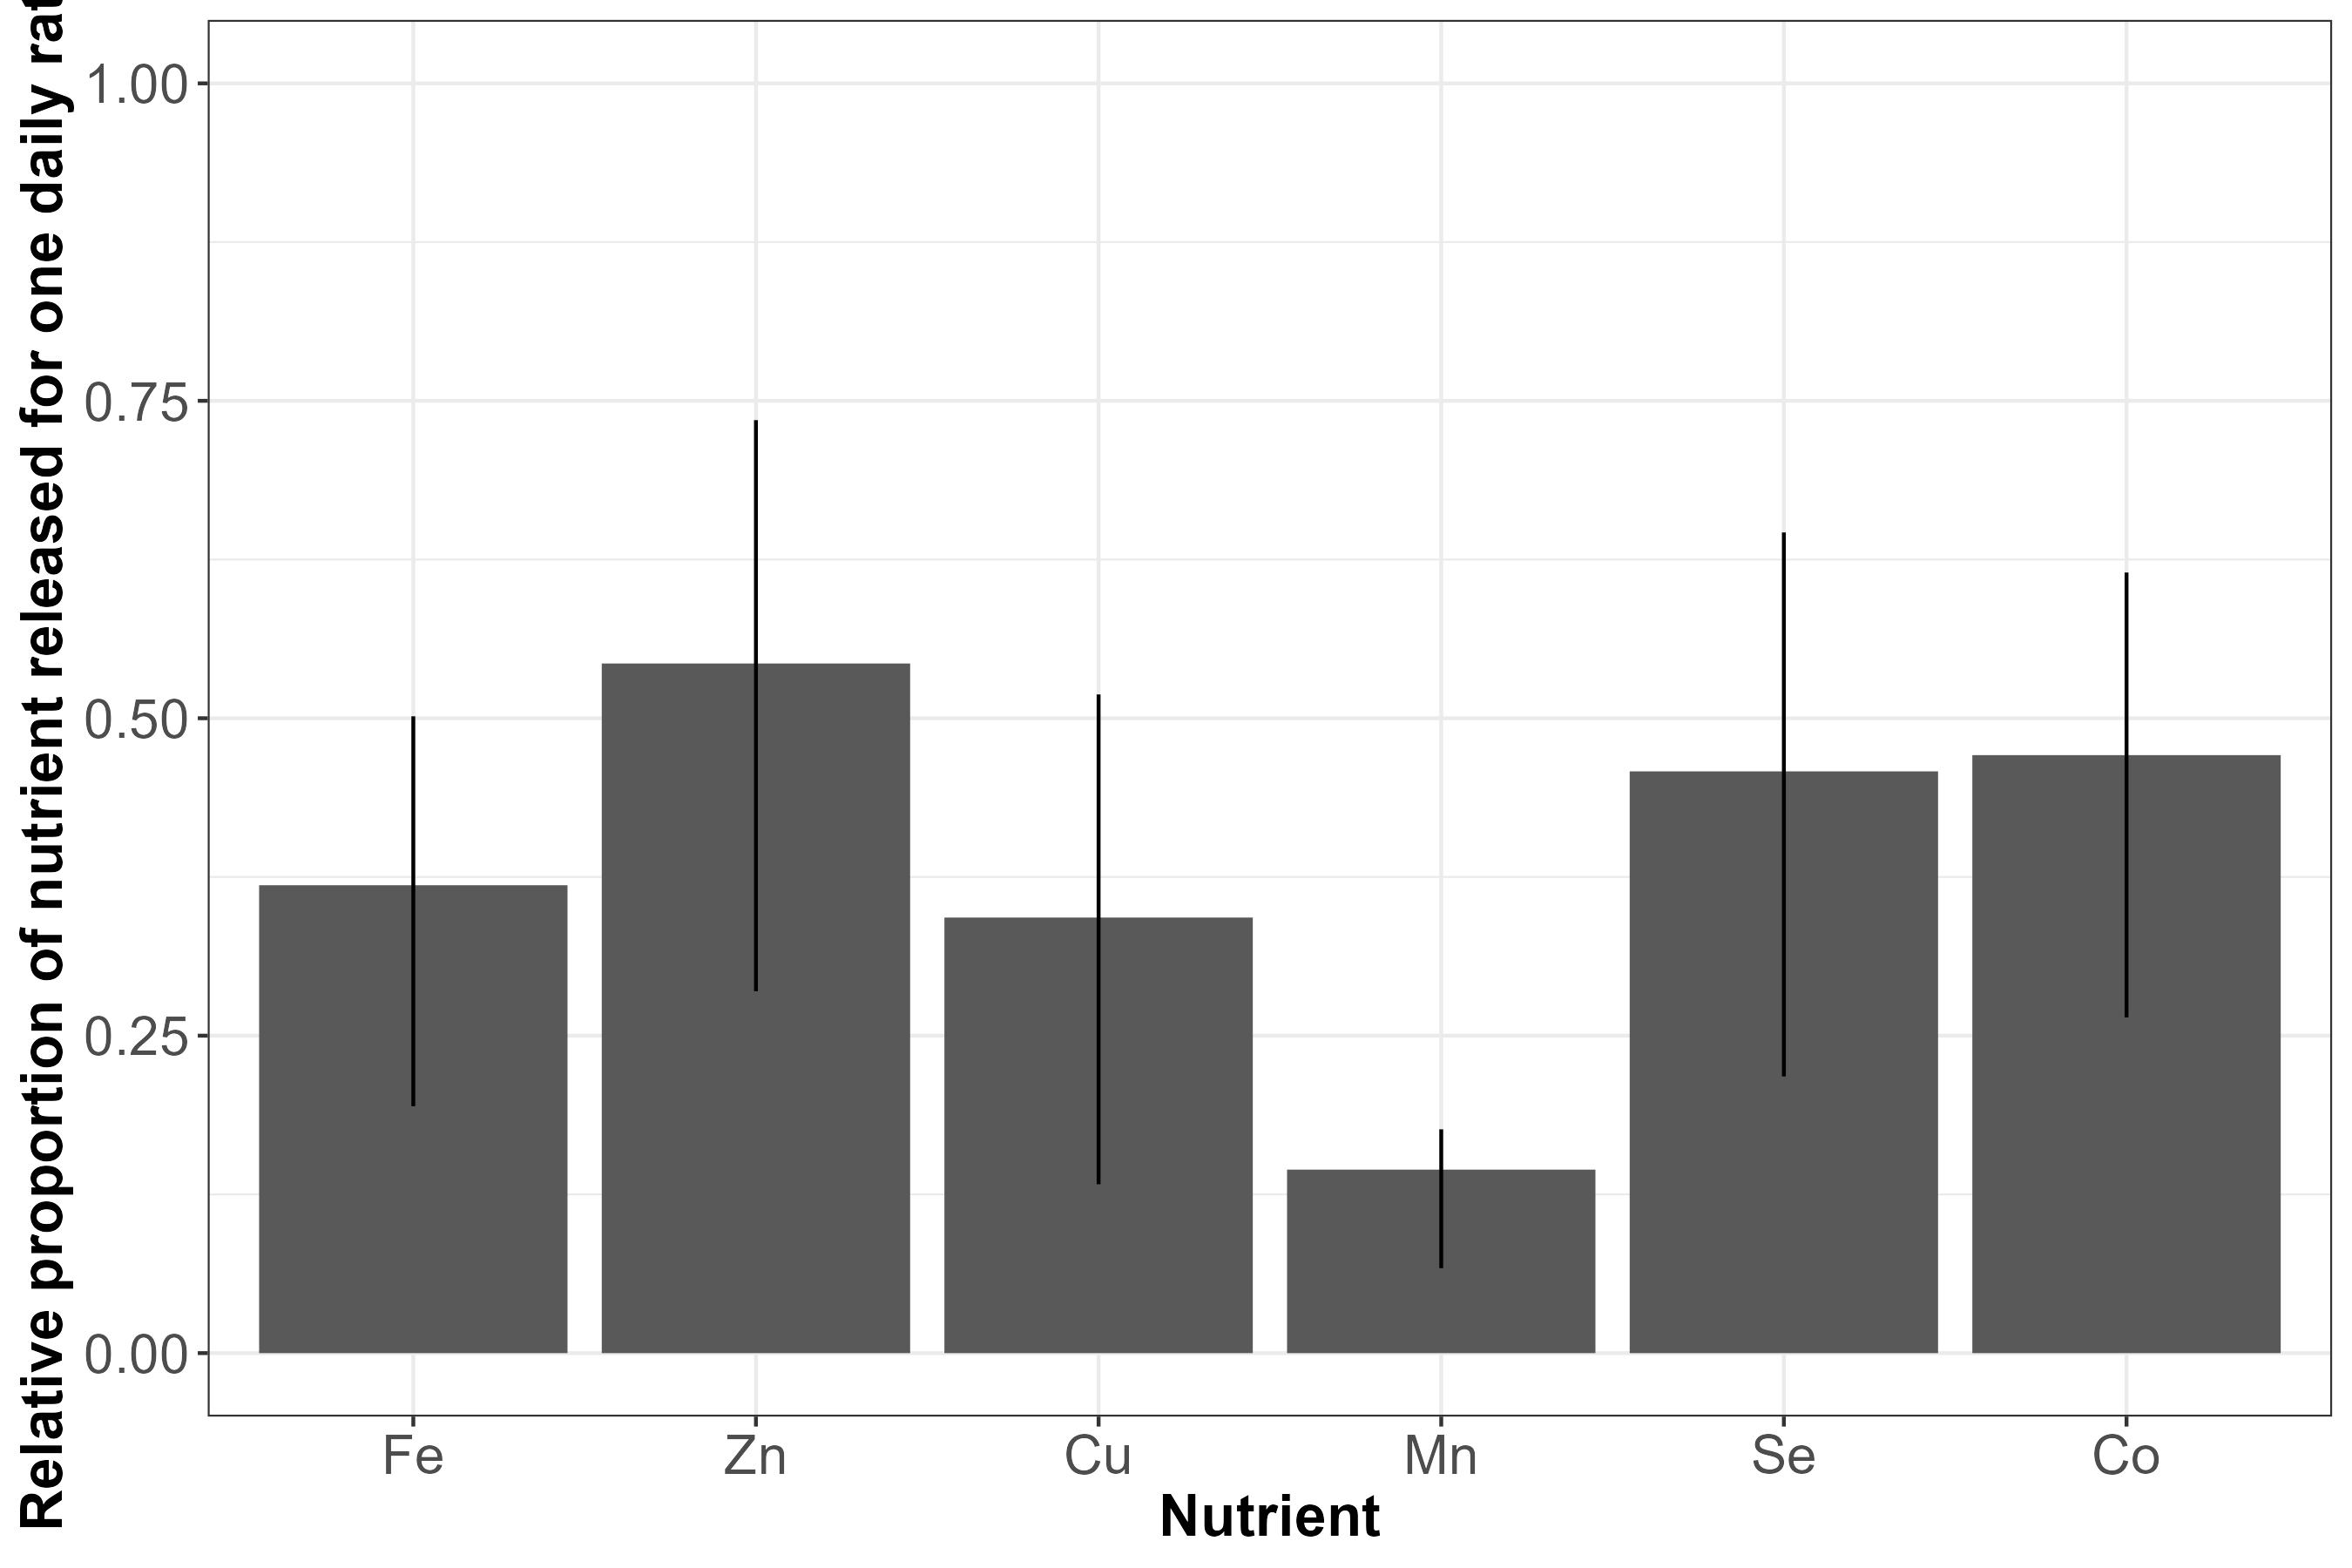 Relative proportion of nutrient released for one daily
1.00
0.75
0.50
0.25
0.00
Fe Zn Cu Mn Se Co
Nutrient